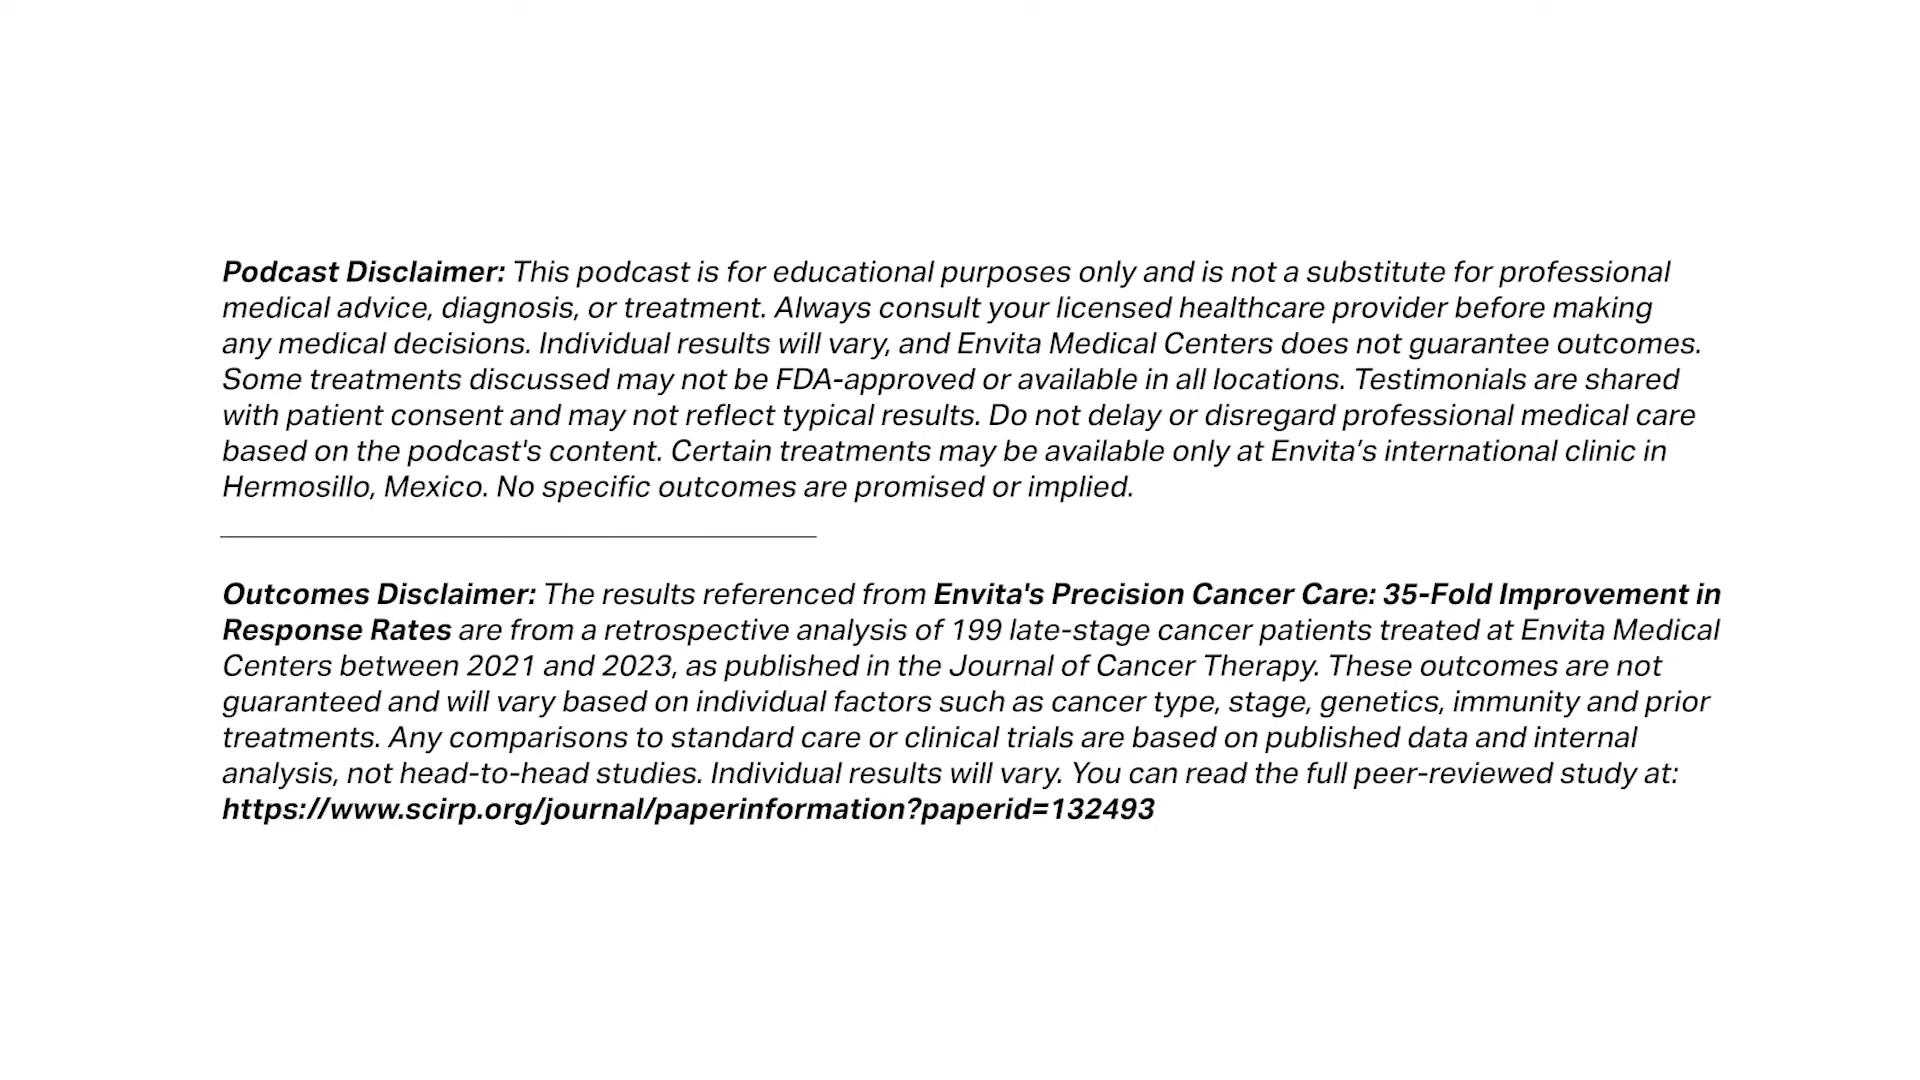 Podcast Disclaimer: This podcast is for educational purposes only and is not a substitute for professional
medical advice, diagnosis, or treatment. Always consult your licensed healthcare provider before making
any medical decisions. Individual results will vary, and Envita Medical Centers does not guarantee outcomes.
Some treatments discussed may not be FDA-approved or available in all locations. Testimonials are shared
with patient consent and may not reflect typical results. Do not delay or disregard professional medical care
based on the podcast's content. Certain treatments may be available only at Envita’s international clinic in
Hermosillo, Mexico. No specific outcomes are promised or implied.
Outcomes Disclaimer: The results referenced from Envita's Precision Cancer Care: 35-Fold Improvement in
Response Rates are from a retrospective analysis of 199 late-stage cancer patients treated at Envita Medical
Centers between 2021 and 2023, as published in the Journal of Cancer Therapy. These outcomes are not
guaranteed and will vary based on individual factors such as cancer type, stage, genetics, immunity and prior
treatments. Any comparisons to standard care or clinical trials are based on published data and internal
analysis, not head-to-head studies. Individual results will vary. You can read the full peer-reviewed study at:
https://www.scirp.org/journal/paperinformation?paperid=132493